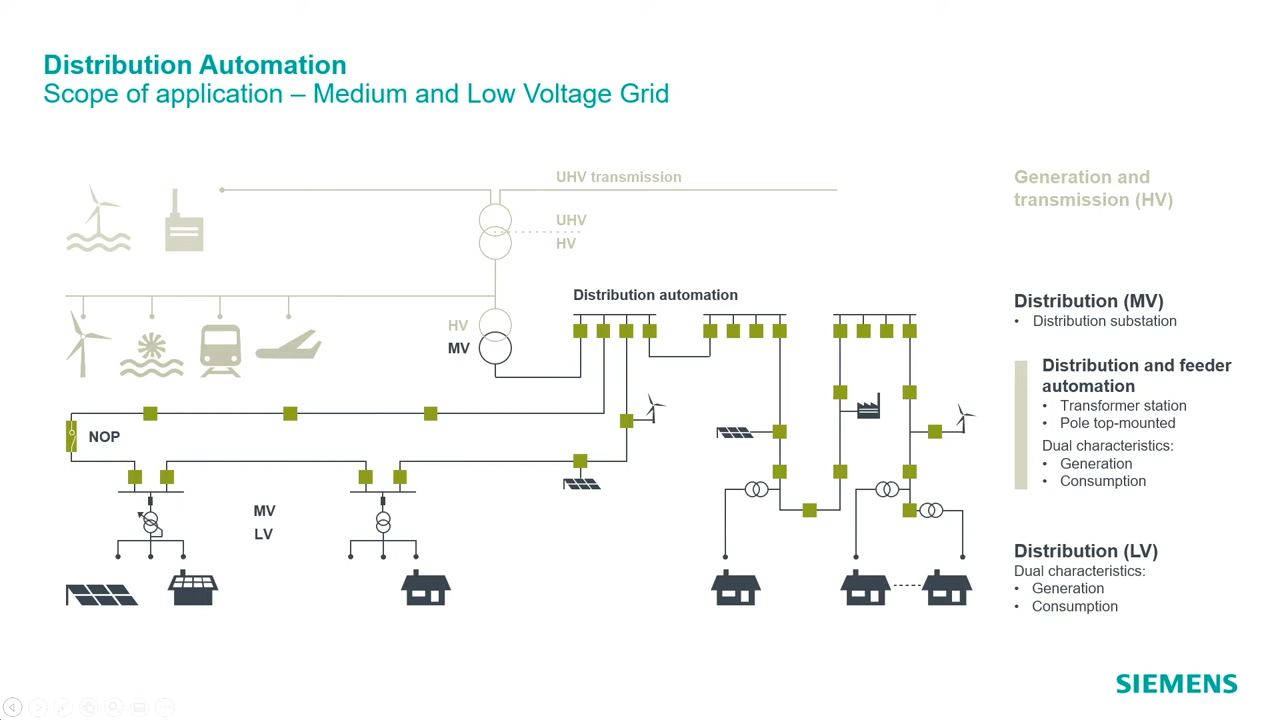 Distribution Automation
Scope of application – Medium and Low Voltage Grid
UHV transmission
UHV
HV
Generation and
transmission (HV)
Distribution automation
HV
MV
NOP
MV
LV
Distribution (MV)
• Distribution substation
Distribution and feeder
automation
• Transformer station
• Pole top-mounted
Dual characteristics:
• Generation
• Consumption
Distribution (LV)
Dual characteristics:
• Generation
• Consumption
SIEMENS